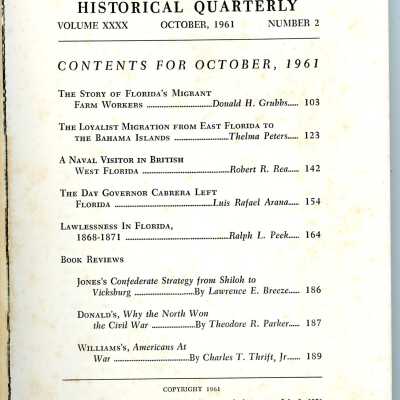 HISTORICAL QUARTERLY
VOLUME XXXX OCTOBER, 1961 NUMBER 2
CONTENTS FOR OCTOBER, 1961
THE STORY OF FLORIDA'S MIGRANT
FARM WORKERS ........................Donald H. Grubbs..... 103
THE LOYALIST MIGRATION FROM EAST FLORIDA TO
THE BAHAMA ISLANDS ....................Thelma Peters..... 123
A NAVAL VISITOR IN BRITISH
WEST FLORIDA ................................Robert R. Rea..... 142
THE DAY GOVERNOR CABRERA LEFT
FLORIDA ...................................Luis Rafael Arana..... 154
LAWLESSNESS IN FLORIDA,
1868-1871 ......................................Ralph L. Peek..... 164
BOOK REVIEWS
JONES'S Confederate Strategy from Shiloh to
Vicksburg .......................By Lawrence E. Breeze..... 186
DONALD'S, Why the North Won
the Civil War ................By Theodore R. Parker..... 187
WILLIAMS'S, Americans At
War ............................By Charles T. Thrift, Jr..... 189
COPYRIGHT 1961